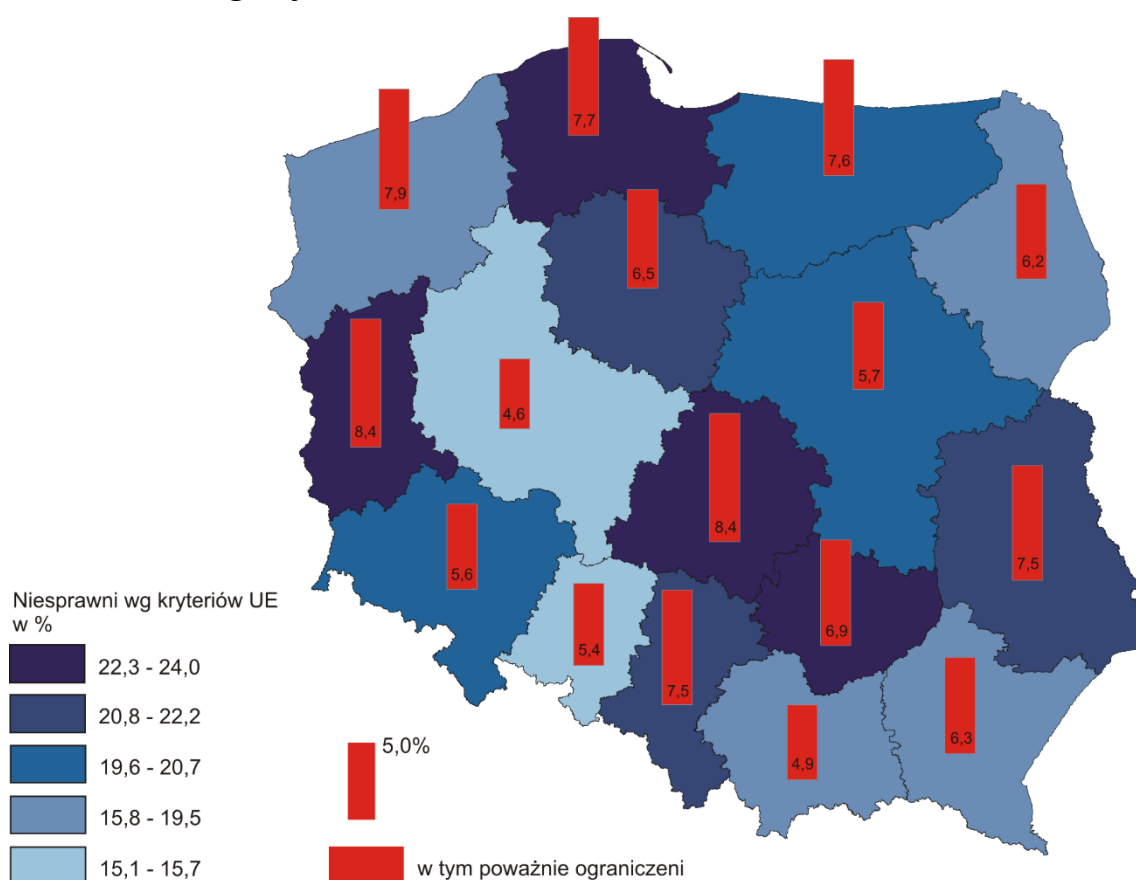 7,7
7,6
7,9
6,2
6,5
5,7
4,6
8,4
8,4
7,5
5,6
6,9
5,4
7,5
6,3
4,9
Niesprawni wg kryteriów UE
w %
22,3 - 24,0
20,8 - 22,2
19,6 - 20,7
15,8 - 19,5
15,1 - 15,7
5,0%
w tym poważnie ograniczeni